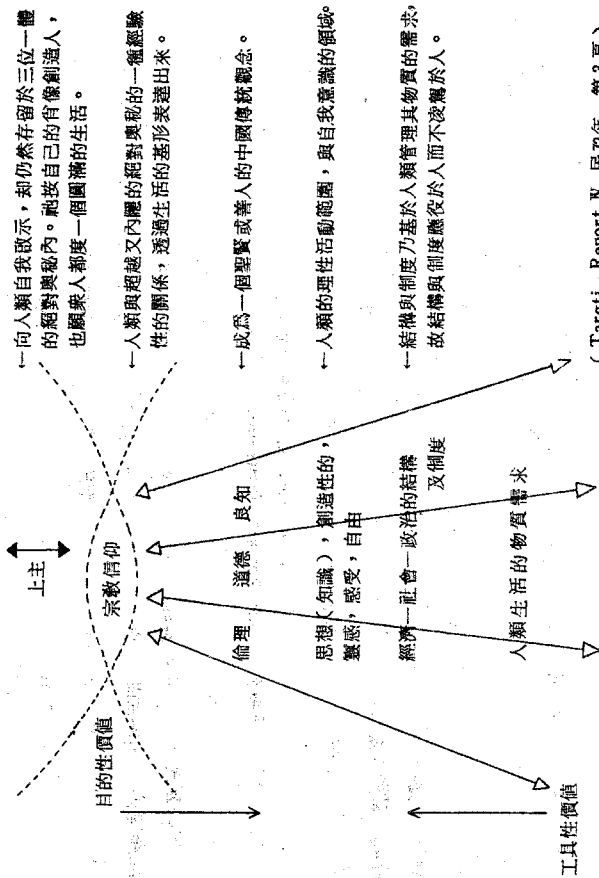 上主
←向人類自我啟示，却仍然存留於三位一體
的絕對奧秘內。祂按自己的肖像創造人，
也願衆人都度一個圓滿的生活。
目的性價值
宗教信仰
←人類與超越又內體的絕對奧秘的一種經驗
性的關係，透過生活的基形表達出來。
倫理 道德 良知
←成爲一個聖賢或善人的中國傳統觀念。
思想（知識），創造性的，
靈感，感受，自由
←人類的理性活動範圍，與自我意識的領域。
經濟—社會—政治的結構
及制度
←結構與制度乃基於人類管理其物質的需求，
故結構與制度應役於人而不凌駕於人。
人類生活的物質需求
工具性價值
Report N